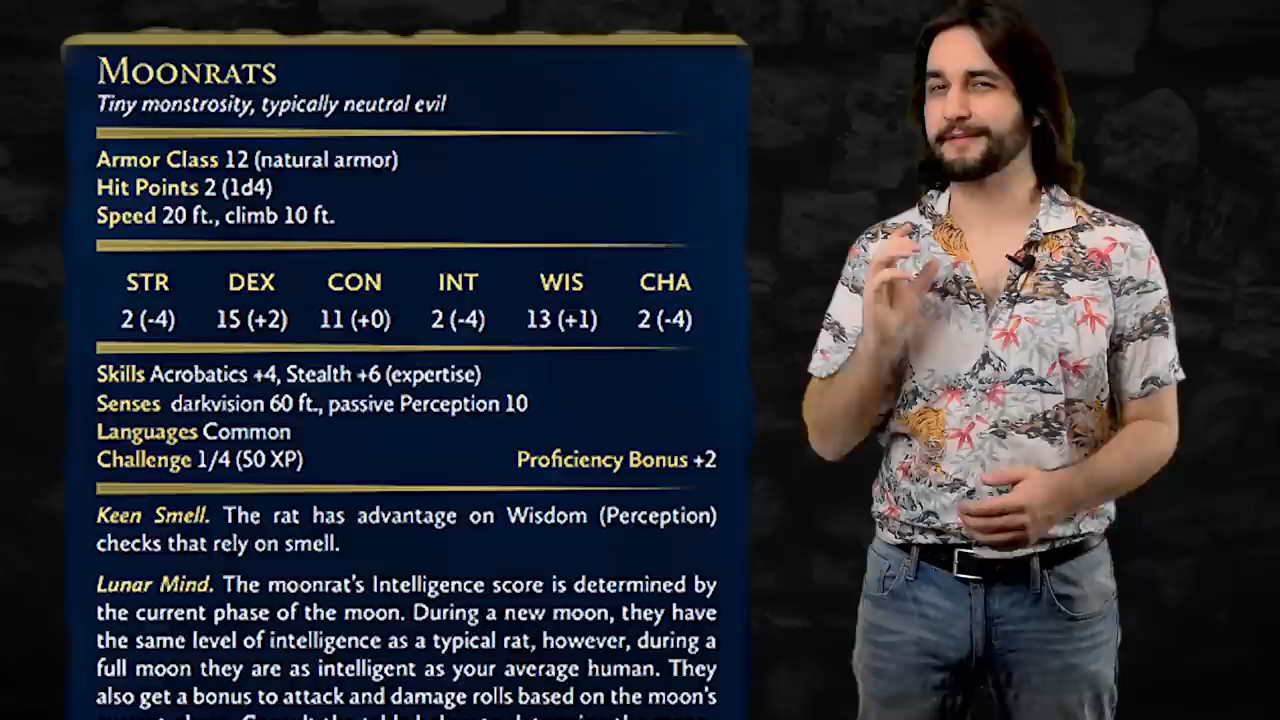 MOONRATS
Tiny monstrosity, typically neutral evil
Armor Class 12 (natural armor)
Hit Points 2 (1d4)
Speed 20 ft., climb 10 ft.
STR DEX CON INT WIS CHA
2 (-4) 15 (+2) 11 (+0) 2 (-4) 13 (+1) 2 (-4)
Skills Acrobatics +4, Stealth +6 (expertise)
Senses darkvision 60 ft., passive Perception 10
Languages Common
Challenge 1/4 (50 XP) Proficiency Bonus +2
Keen Smell. The rat has advantage on Wisdom (Perception)
checks that rely on smell.
Lunar Mind. The moonrat's Intelligence score is determined by
the current phase of the moon. During a new moon, they have
the same level of intelligence as a typical rat, however, during a
full moon they are as intelligent as your average human. They
also get a bonus to attack and damage rolls based on the moon's